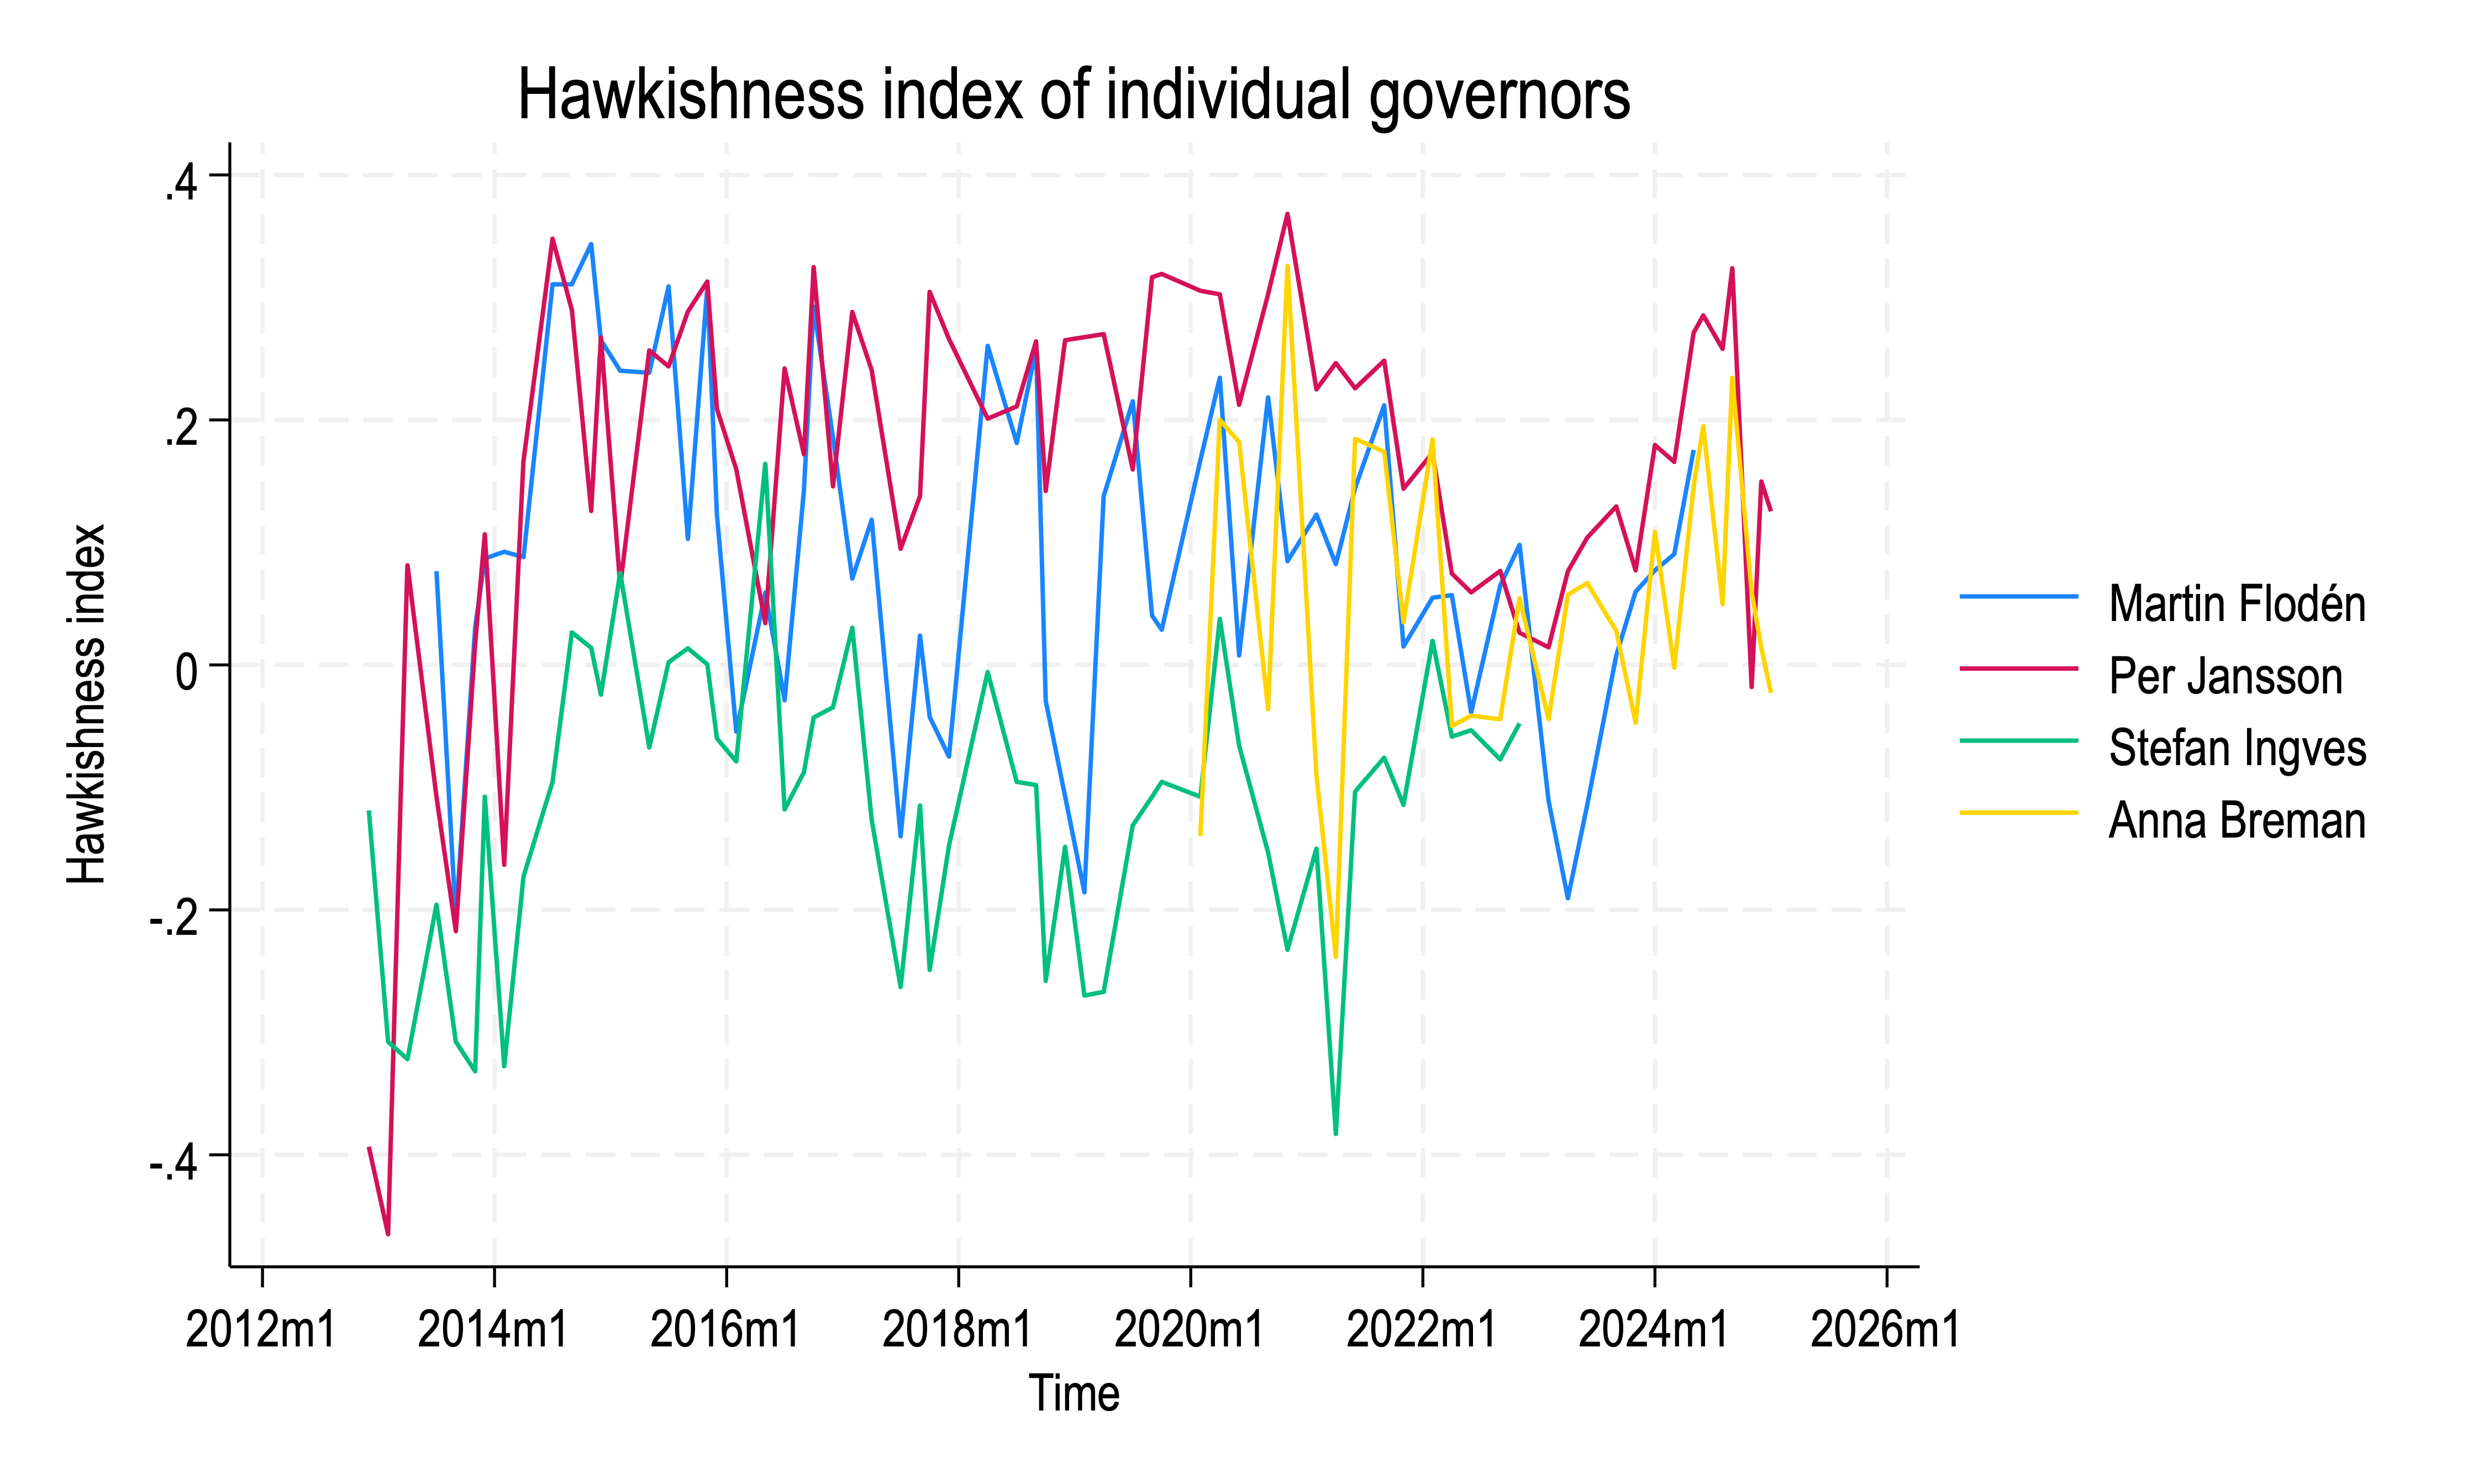 Hawkishness index of individual governors
Hawkishness index
.4
.2
0
-.2
-.4
2012m1
2014m1
2016m1
2018m1
2020m1
2022m1
2024m1
2026m1
Time
Martin Flodén
Per Jansson
Stefan Ingves
Anna Breman